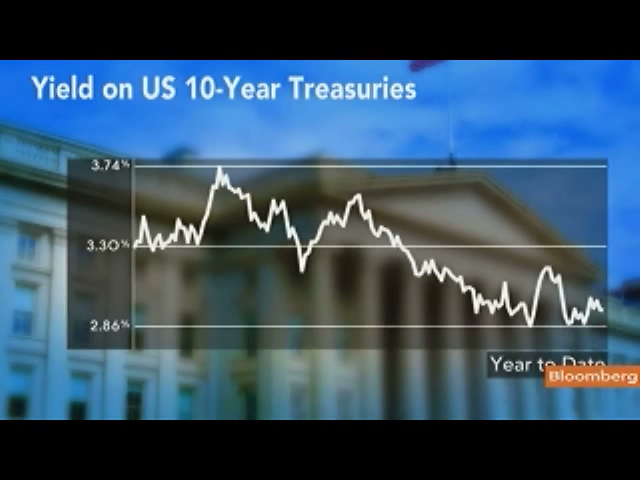 Yield on US 10-Year Treasuries
3.74%
3.30%
2.86%
Year to Date
Bloomberg